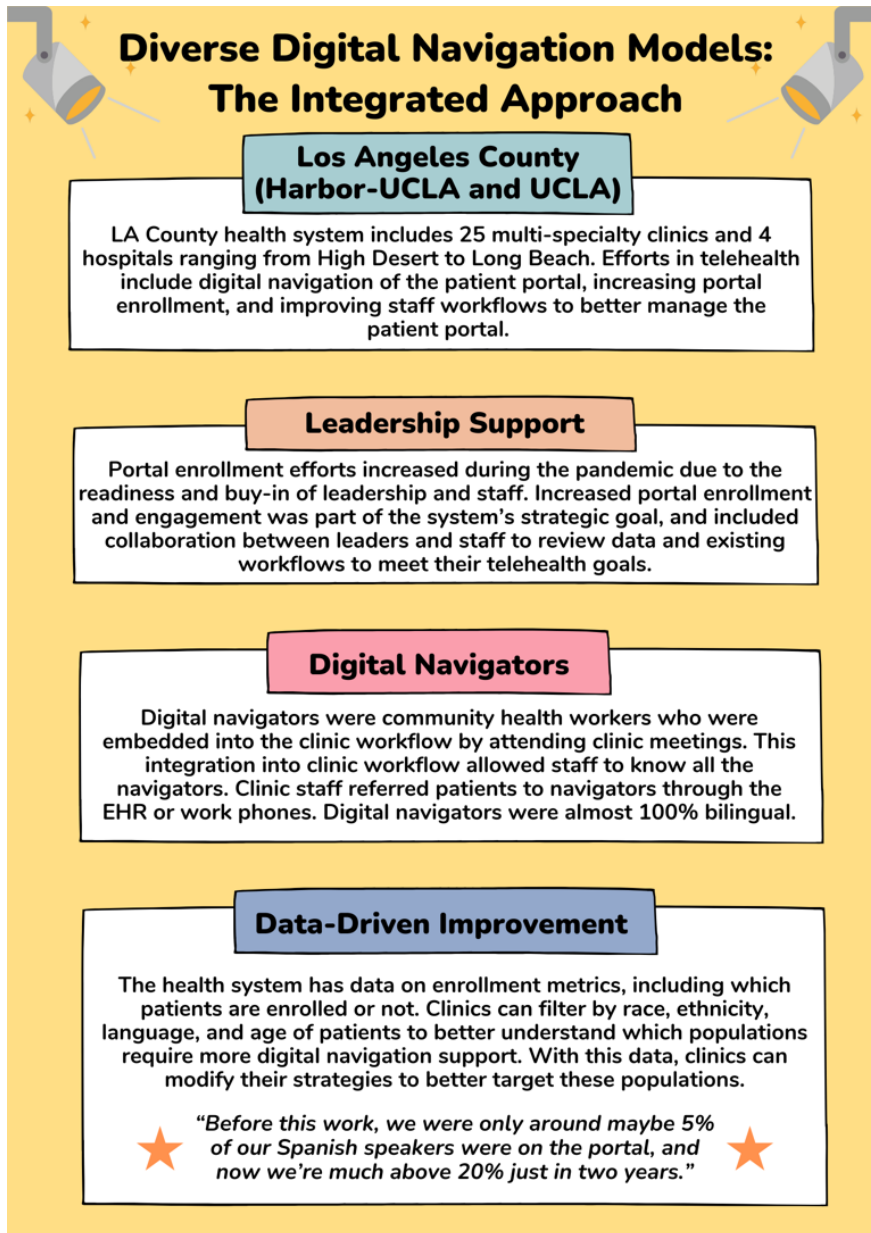 Diverse Digital Navigation Models:
The Integrated Approach
Los Angeles County
(Harbor-UCLA and UCLA)
LA County health system includes 25 multi-specialty clinics and 4
hospitals ranging from High Desert to Long Beach. Efforts in telehealth
include digital navigation of the patient portal, increasing portal
enrollment, and improving staff workflows to better manage the
patient portal.
Leadership Support
Portal enrollment efforts increased during the pandemic due to the
readiness and buy-in of leadership and staff. Increased portal enrollment
and engagement was part of the system's strategic goal, and included
collaboration between leaders and staff to review data and existing
workflows to meet their telehealth goals.
Digital Navigators
Digital navigators were community health workers who were
embedded into the clinic workflow by attending clinic meetings. This
integration into clinic workflow allowed staff to know all the
navigators. Clinic staff referred patients to navigators through the
EHR or work phones. Digital navigators were almost 100% bilingual.
Data-Driven Improvement
The health system has data on enrollment metrics, including which
patients are enrolled or not. Clinics can filter by race, ethnicity,
language, and age of patients to better understand which populations
require more digital navigation support. With this data, clinics can
modify their strategies to better target these populations.
“Before this work, we were only around maybe 5%
of our Spanish speakers were on the portal, and
now we're much above 20% just in two years.”